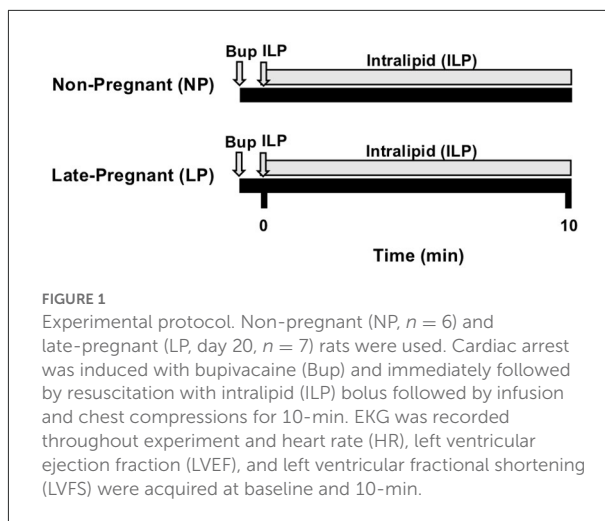 Bup ILP
Intralipid (ILP)
Non-Pregnant (NP)
Bup ILP
Intralipid (ILP)
Late-Pregnant (LP)
0
10
Time (min)
FIGURE 1
Experimental protocol. Non-pregnant (NP, n = 6) and
late-pregnant (LP, day 20, n = 7) rats were used. Cardiac arrest
was induced with bupivacaine (Bup) and immediately followed
by resuscitation with intralipid (ILP) bolus followed by infusion
and chest compressions for 10-min. EKG was recorded
throughout experiment and heart rate (HR), left ventricular
ejection fraction (LVEF), and left ventricular fractional shortening
(LVFS) were acquired at baseline and 10-min.